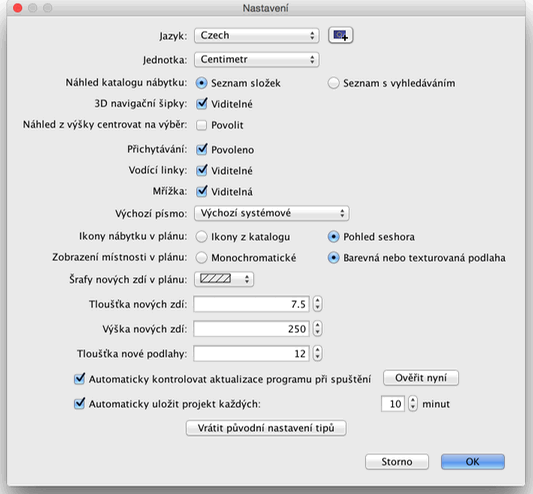 Nastavení
Jazyk: Czech
Jednotka: Centimetr
Náhled katalogu nábytku: Seznam složek Seznam s vyhledáváním
3D navigační šipky: Viditelné
Náhled z výšky centrovat na výběr: Povolit
Přichytávání: Povoleno
Vodící linky: Viditelné
Mřížka: Viditelná
Výchozí písmo: Výchozí systémové
Ikony nábytku v plánu: Ikony z katalogu Pohled seshora
Zobrazení místnosti v plánu: Monochromatické Barevná nebo texturovaná podlaha
Šrafy nových zdí v plánu:
Tloušťka nových zdí: 7.5
Výška nových zdí: 250
Tloušťka nové podlahy: 12
Automaticky kontrolovat aktualizace programu při spuštění Ověřit nyní
Automaticky uložit projekt každých: 10 minut
Vrátit původní nastavení tipů
Storno OK